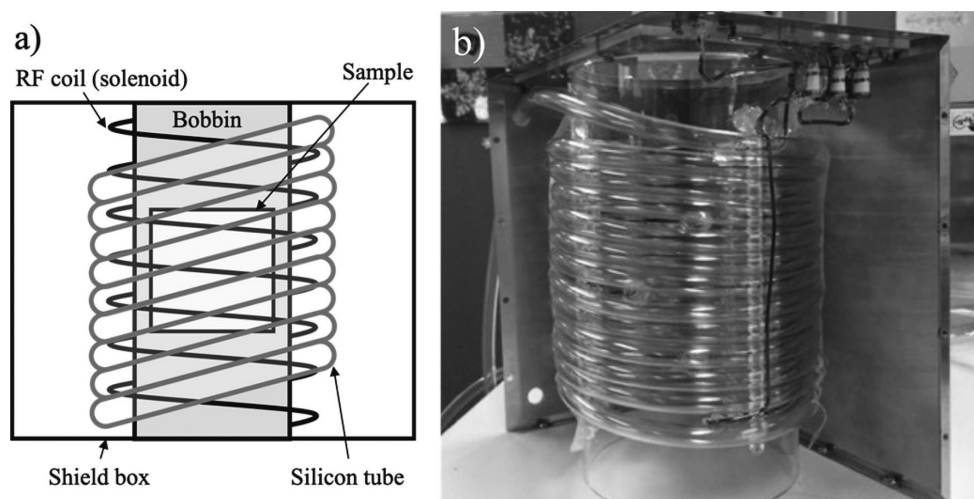 a)
RF coil (solenoid)
Sample
Bobbin
Shield box
Silicon tube
b)